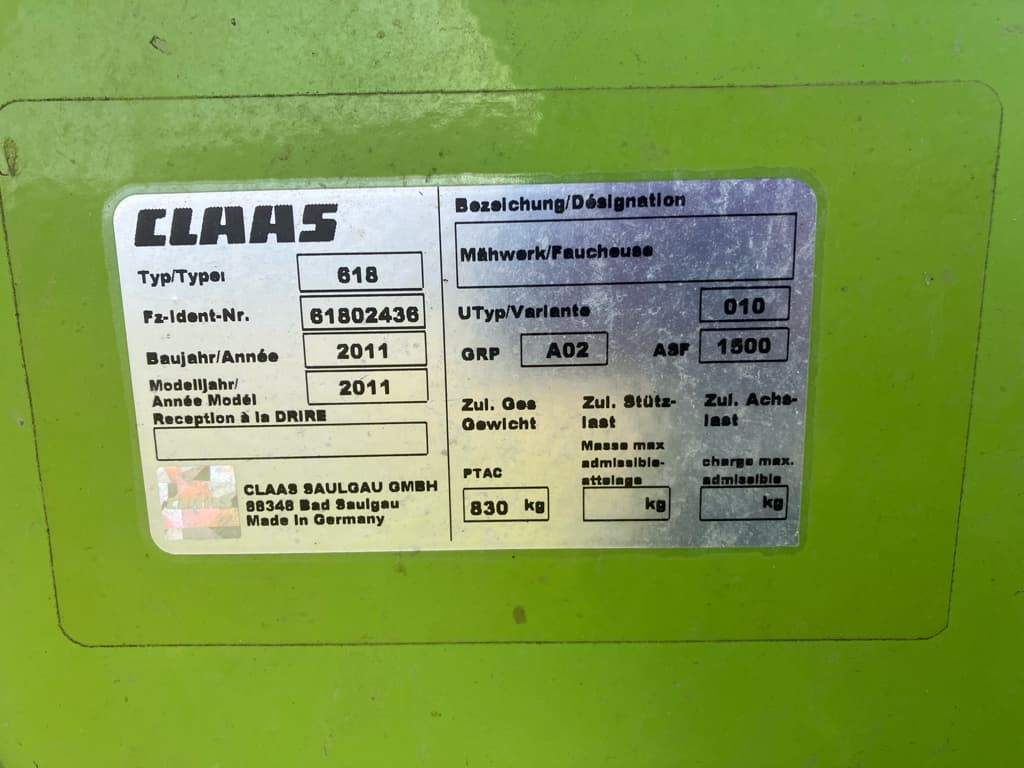 CLAAS
Typ/Type: 618
Fz-Ident-Nr. 61802436
Baujahr/Année 2011
Modelljahr/
Année Modél 2011
Reception à la DRIRE
CLAAS SAULGAU GMBH
88348 Bad Saulgau
Made in Germany
Bezeichung/Désignation
Mähwerk/Faucheuse
UTyp/Variante 010
GRP A02 ASF 1500
Zul. Ges Zul. Stütz- Zul. Achs-
Gewicht last last
Masse max
admissible- charge max.
PTAC attelage admissible
830 kg kg kg